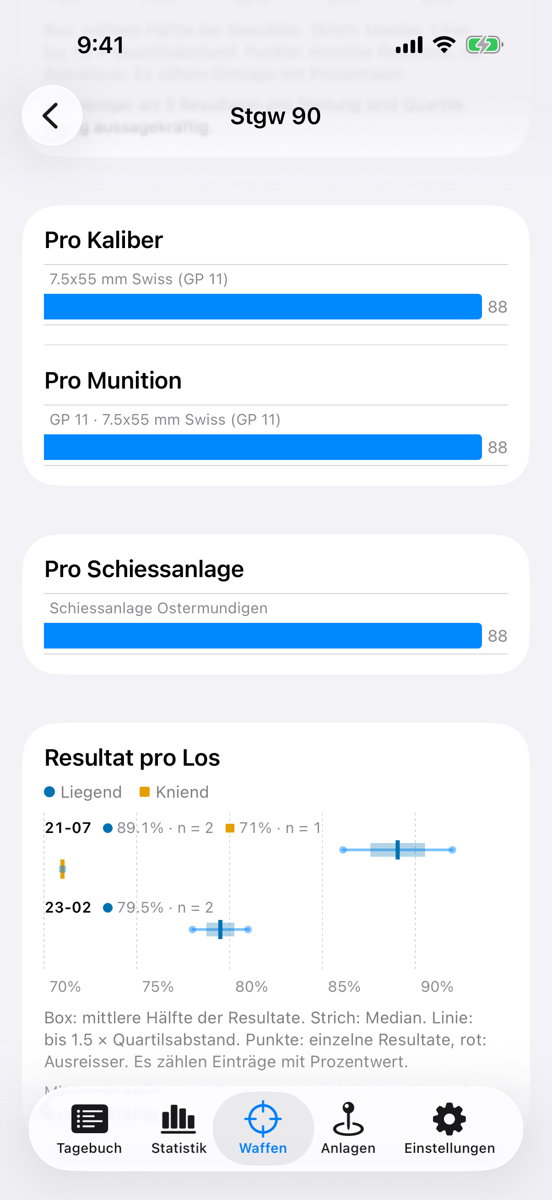 9:41
Stgw 90
aussagekräftig.
Pro Kaliber
7.5x55 mm Swiss (GP 11)
88
Pro Munition
GP 11 · 7.5x55 mm Swiss (GP 11)
88
Pro Schiessanlage
Schiessanlage Ostermundigen
88
Resultat pro Los
Liegend Kniend
21-07 89.1% · n = 2 71% · n = 1
23-02 79.5% · n = 2
70% 75% 80% 85% 90%
Box: mittlere Hälfte der Resultate. Strich: Median. Linie:
bis 1.5 × Quartilsabstand. Punkte: einzelne Resultate, rot:
Ausreisser. Es zählen Einträge mit Prozentwert.
Tagebuch Statistik Waffen Anlagen Einstellungen